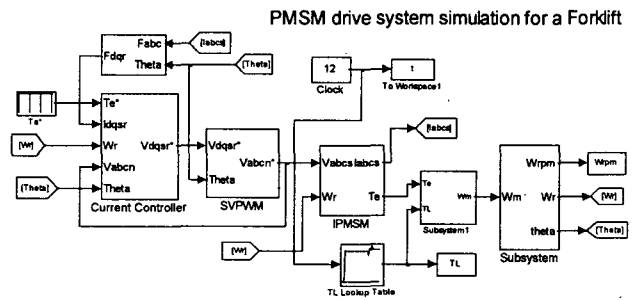 PMSM drive system simulation for a Forklift
Fabc
Fdqr
Theta
[Iabcs]
[Theta]
12
Clock
t
To Workspace1
Te*
Te*
Idqsr
Wr
Vabcn
Theta
Vdqsr*
Current Controller
[Wr]
[Theta]
Vdqsr*
Theta
Vabcn*
SVPWM
Vabcs
Iabcs
Wr
Te
IPMSM
[Iabcs]
[Wr]
TL Lookup Table
Te
TL
Wm
Subsystem1
TL
Wm
Wrpm
Wr
theta
Subsystem
Wrpm
[Wr]
[Theta]